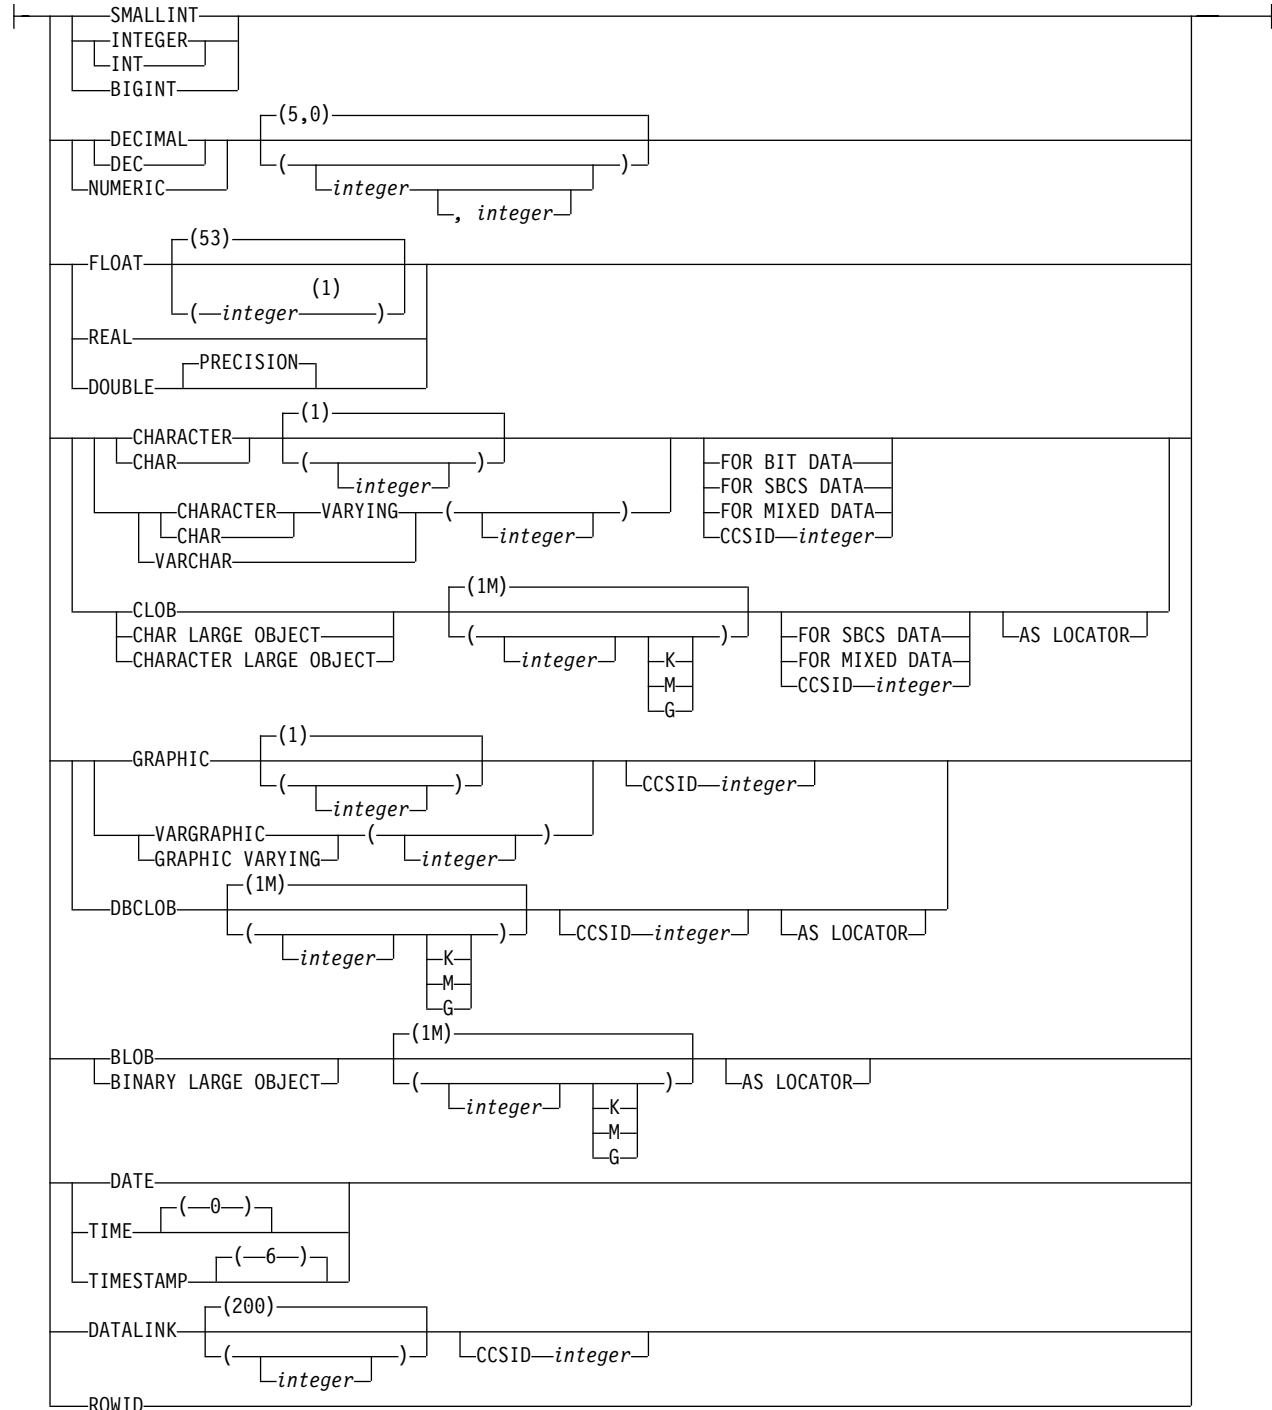 SMALLINT
INTEGER
INT
BIGINT
(5,0)
DECIMAL
DEC ( )
NUMERIC integer
, integer
(53)
FLOAT
(1)
( integer )
REAL
PRECISION
DOUBLE
(1)
CHARACTER
CHAR ( ) FOR BIT DATA
integer FOR SBCS DATA
CHARACTER VARYING ( ) FOR MIXED DATA
CHAR integer CCSID integer
VARCHAR
(1M)
CLOB
CHAR LARGE OBJECT ( ) FOR SBCS DATA AS LOCATOR
CHARACTER LARGE OBJECT integer K FOR MIXED DATA
M CCSID integer
G
(1)
GRAPHIC
( ) CCSID integer
integer
VARGRAPHIC ( )
GRAPHIC VARYING integer
(1M)
DBCLOB
( ) CCSID integer AS LOCATOR
integer K
M
G
(1M)
BLOB
BINARY LARGE OBJECT ( ) AS LOCATOR
integer K
M
G
DATE
( 0 )
TIME
( 6 )
TIMESTAMP
(200)
DATALINK
( ) CCSID integer
integer
ROWID